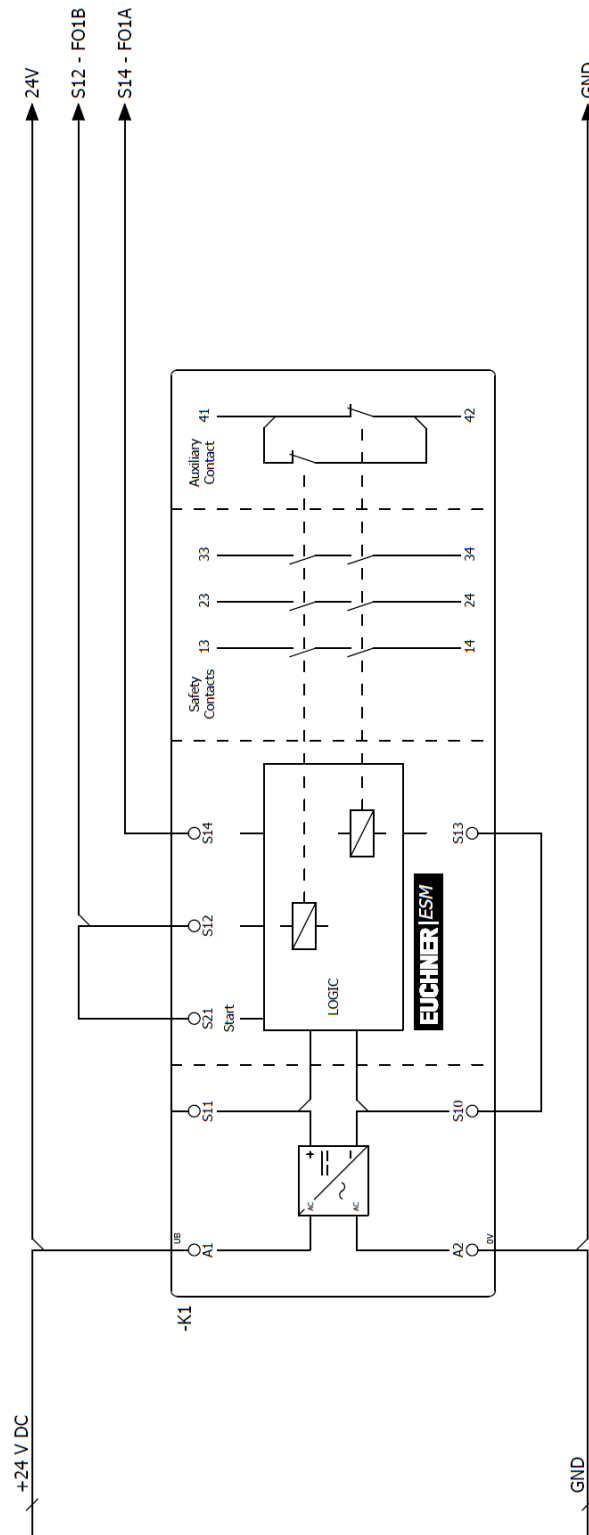 24V
S12 - FO1B
S14 - FO1A
GND
41
Auxiliary
Contact
42
33
23
13
Safety
Contacts
34
24
14
S14
S12
S21
Start
S13
LOGIC
EUCHNER|ESM
S11
S10
+
−
AC
AC
UB
A1
A2
0V
-K1
+24 V DC
GND